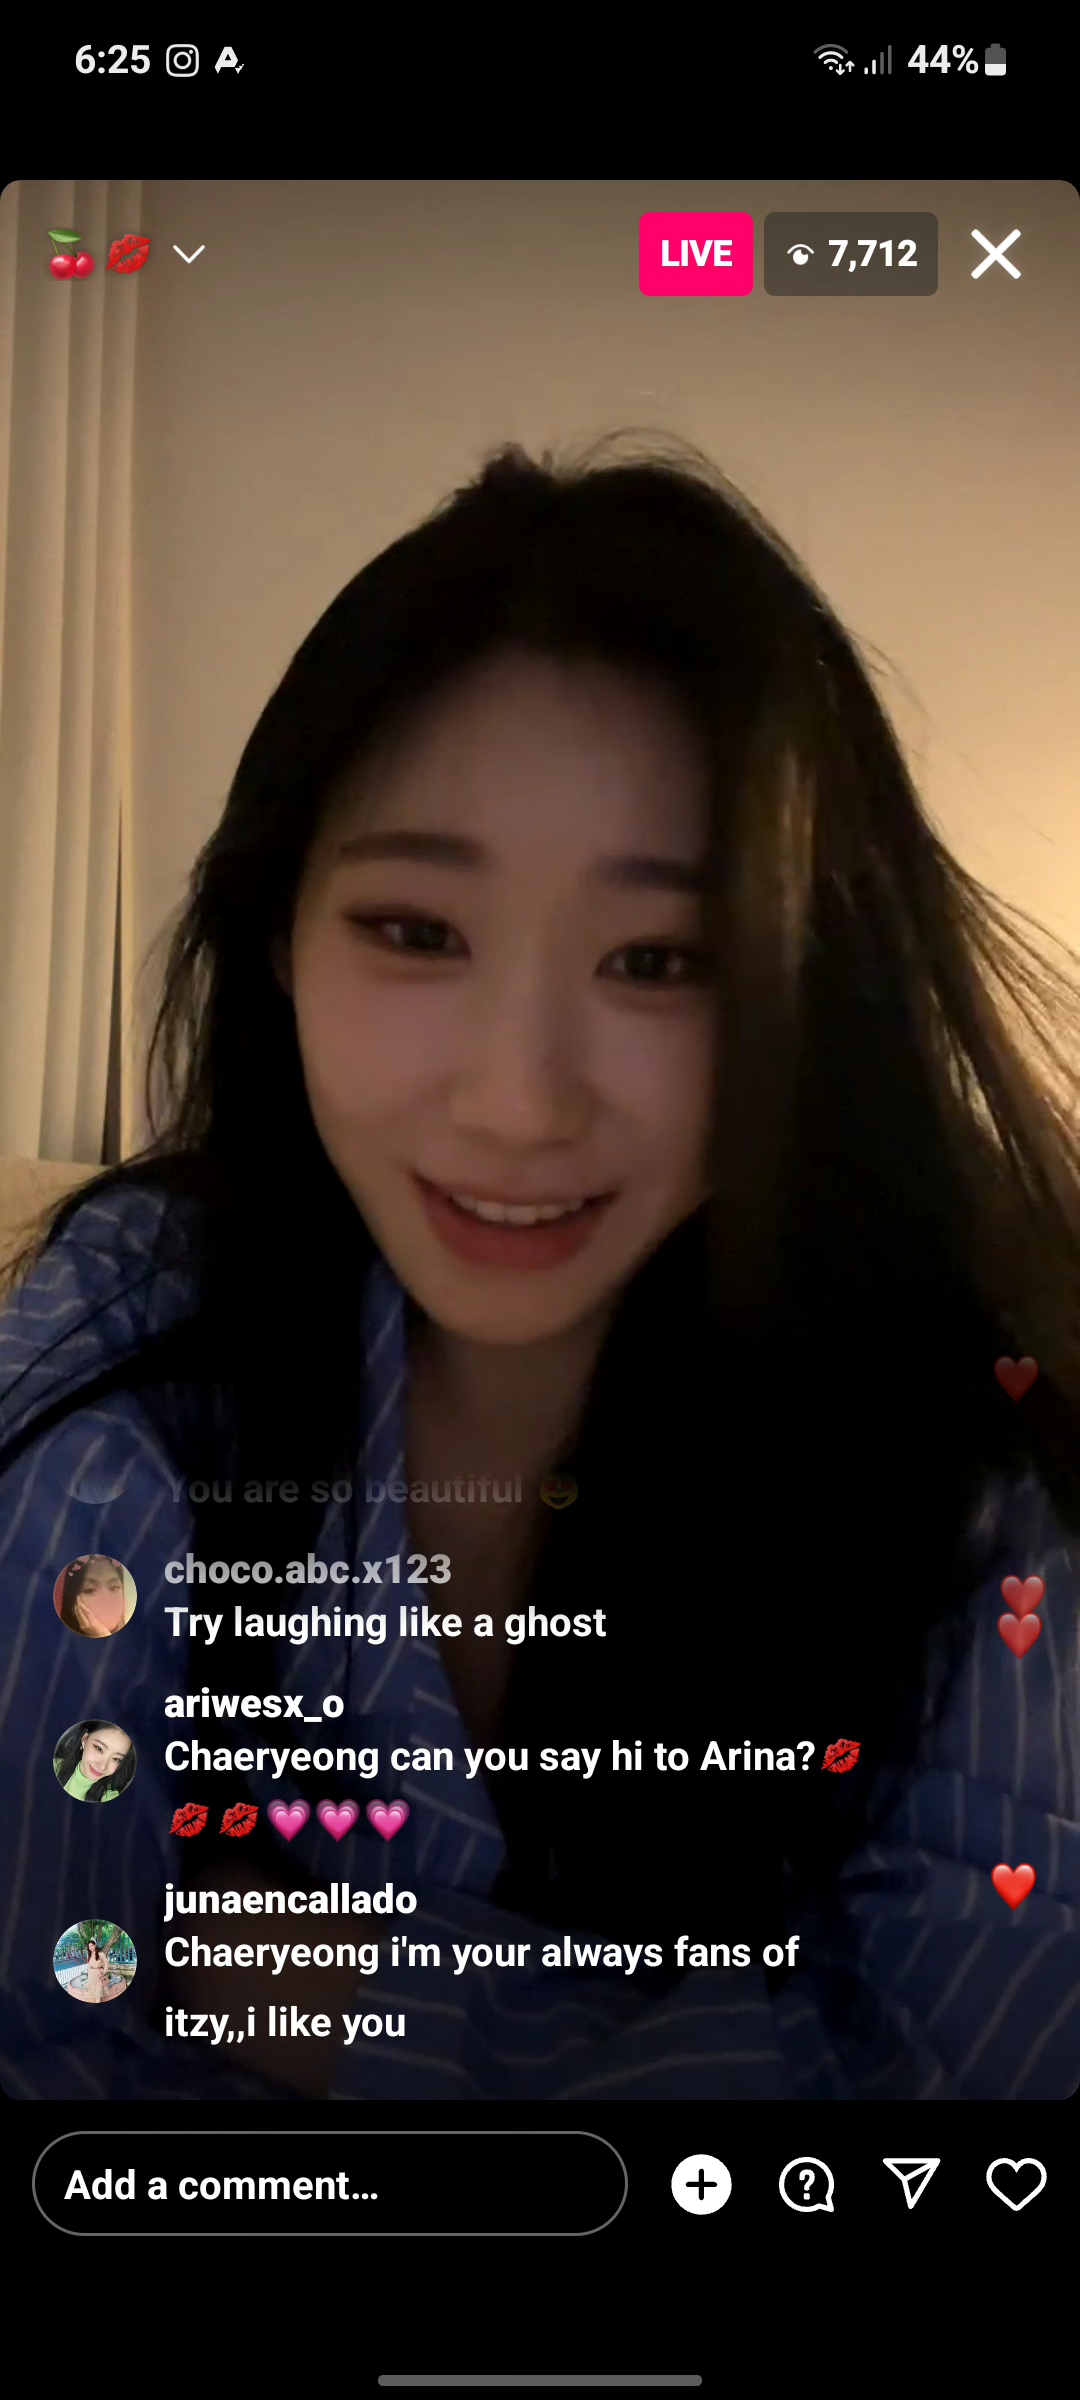 6:25
44%
LIVE
7,712
You are so beautiful
choco.abc.x123
Try laughing like a ghost
ariwesx_o
Chaeryeong can you say hi to Arina?💋
💋💋💗💗💗
junaencallado
Chaeryeong i'm your always fans of
itzy,,i like you
Add a comment...